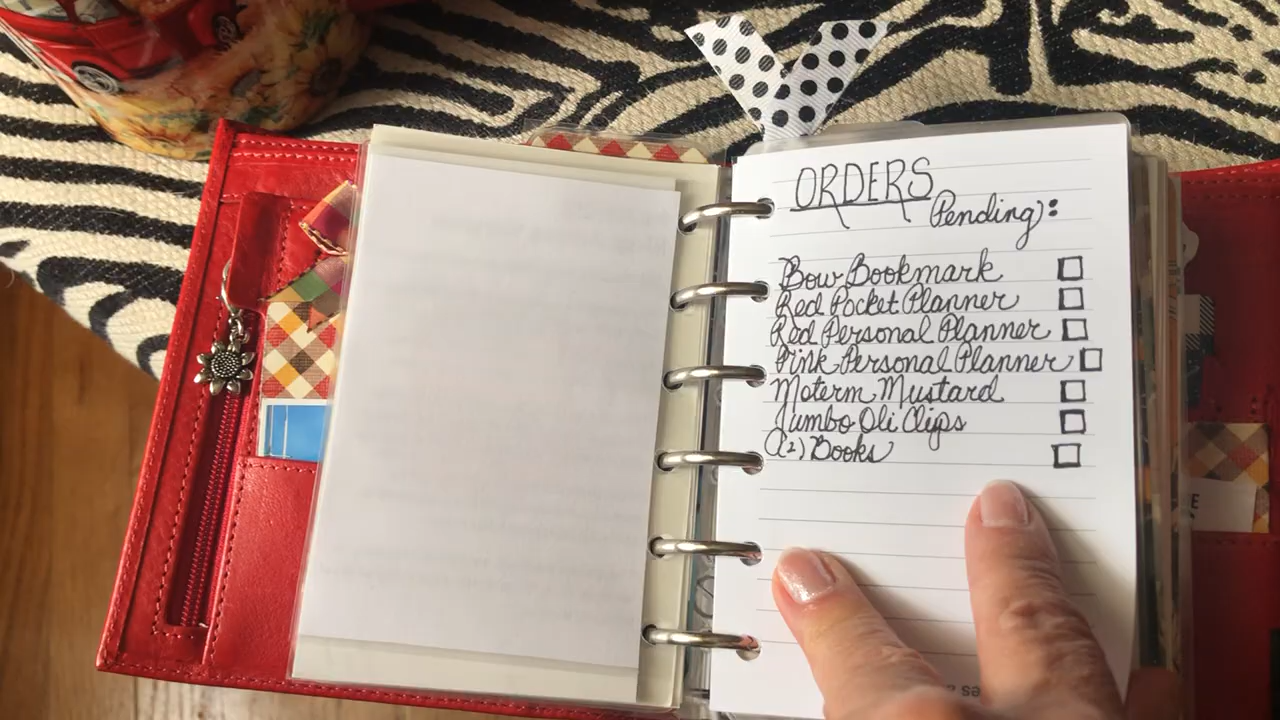 ORDERS
Pending:
Bow Bookmark
Red Pocket Planner
Red Personal Planner
Pink Personal Planner
Moterm Mustard
Jumbo Oli Clips
(2) Books
E